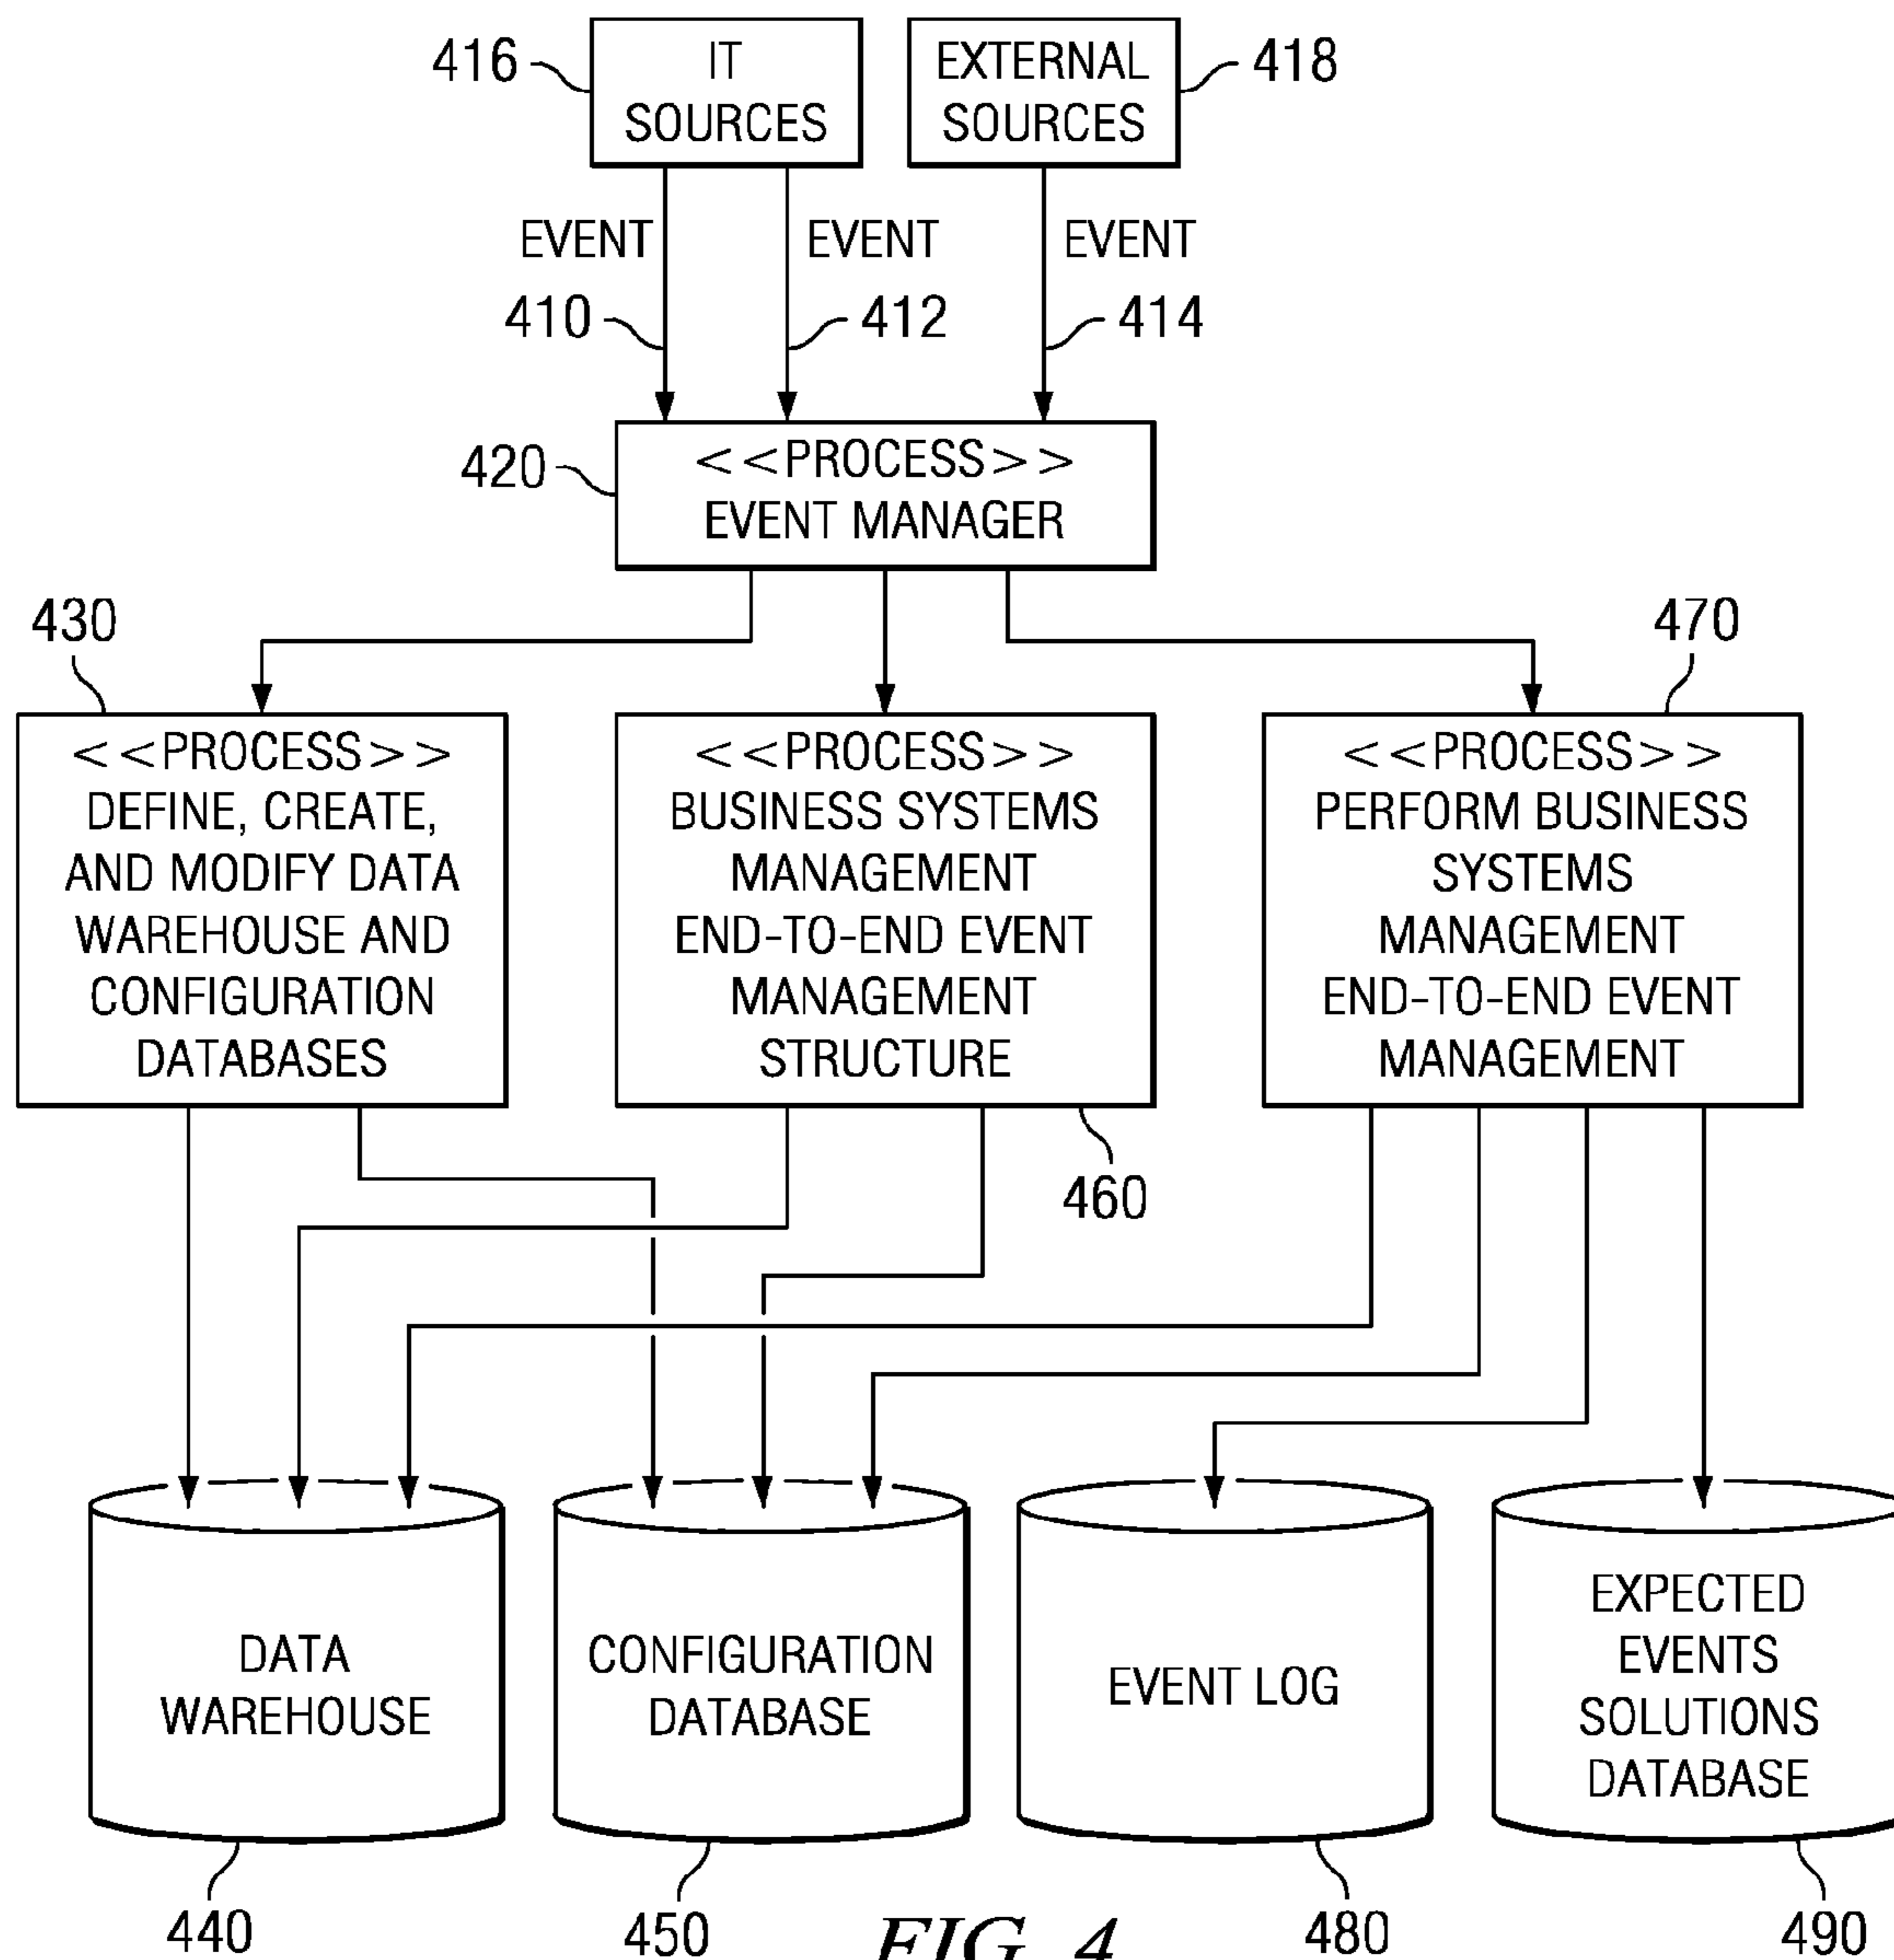 416
IT
SOURCES
EXTERNAL
SOURCES
418
EVENT
EVENT
EVENT
410
412
414
420
<<PROCESS>>
EVENT MANAGER
430
470
<<PROCESS>>
DEFINE, CREATE,
AND MODIFY DATA
WAREHOUSE AND
CONFIGURATION
DATABASES
<<PROCESS>>
BUSINESS SYSTEMS
MANAGEMENT
END-TO-END EVENT
MANAGEMENT
STRUCTURE
<<PROCESS>>
PERFORM BUSINESS
SYSTEMS
MANAGEMENT
END-TO-END EVENT
MANAGEMENT
460
DATA
WAREHOUSE
CONFIGURATION
DATABASE
EVENT LOG
EXPECTED
EVENTS
SOLUTIONS
DATABASE
440
450
FIG. 4
480
490